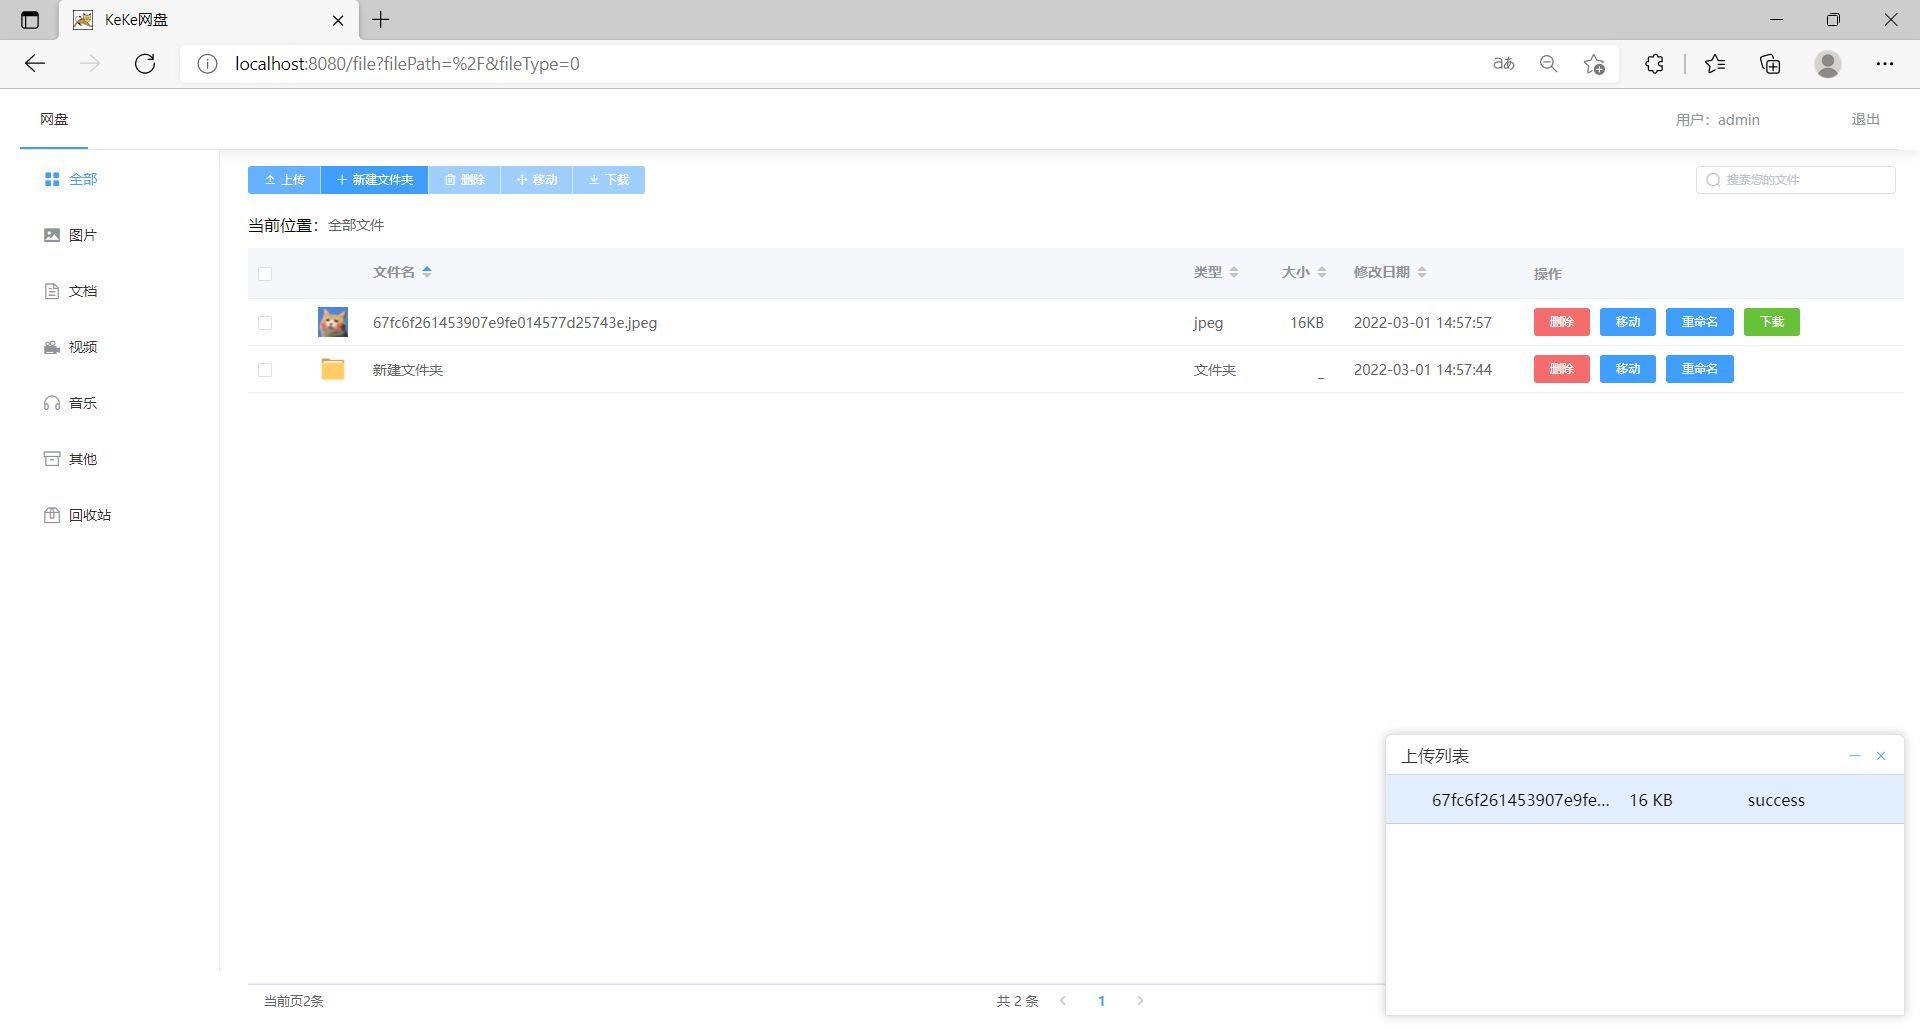 KeKe网盘
localhost:8080/file?filePath=%2F&fileType=0
aあ
网盘
用户：admin
退出
全部
图片
文档
视频
音乐
其他
回收站
上传 新建文件夹 删除 移动 下载
搜索您的文件
当前位置：全部文件
文件名 类型 大小 修改日期 操作
67fc6f261453907e9fe014577d25743e.jpeg jpeg 16KB 2022-03-01 14:57:57 删除 移动 重命名 下载
新建文件夹 文件夹 _ 2022-03-01 14:57:44 删除 移动 重命名
上传列表
67fc6f261453907e9fe... 16 KB success
当前页2条
共 2 条 1